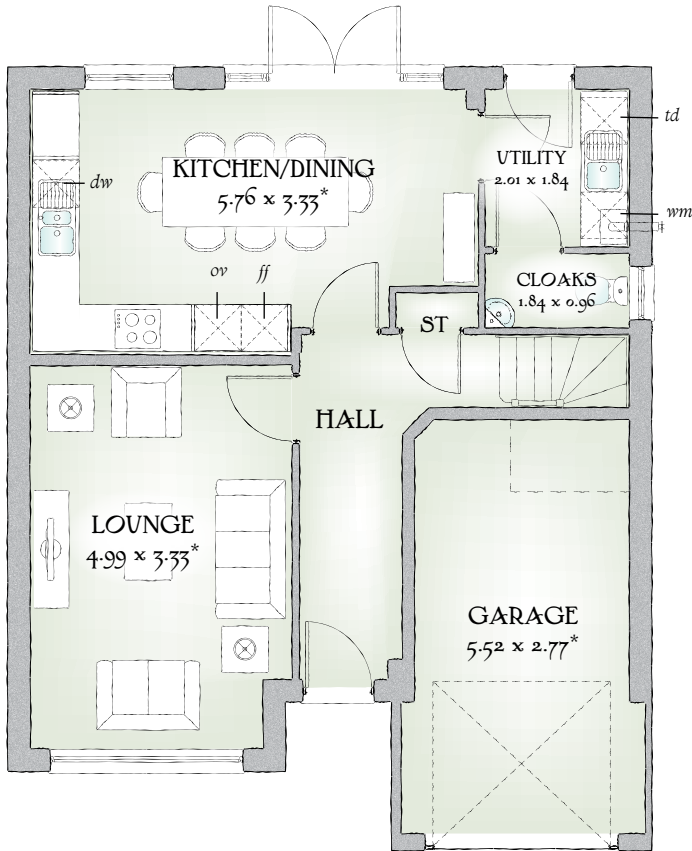 td
UTILITY
2.01 x 1.84
KITCHEN/DINING
5.76 x 3.33*
dw
wm
ov
ff
CLOAKS
1.84 x 0.96
ST
HALL
LOUNGE
4.99 x 3.33*
GARAGE
5.52 x 2.77*